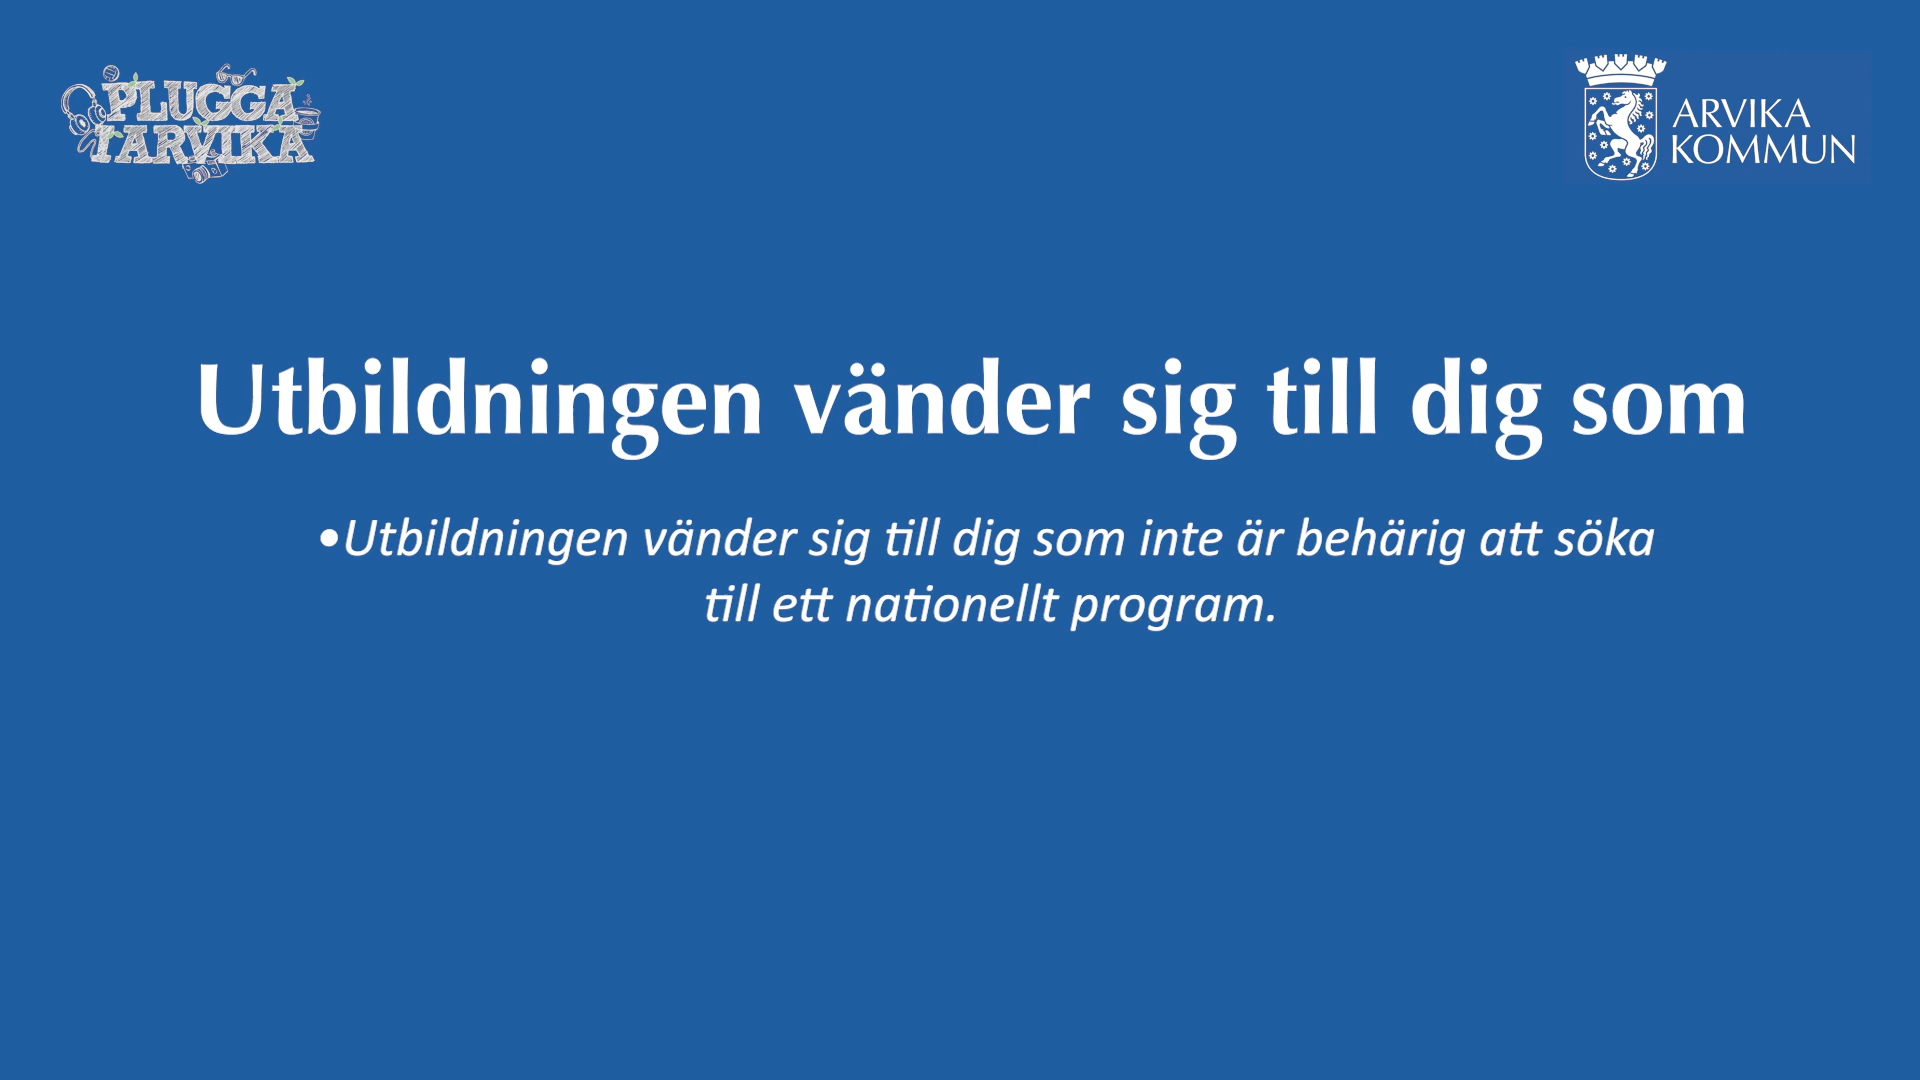 PLUGGA
I ARVIKA
ARVIKA
KOMMUN
Utbildningen vänder sig till dig som
•Utbildningen vänder sig till dig som inte är behärig att söka
till ett nationellt program.